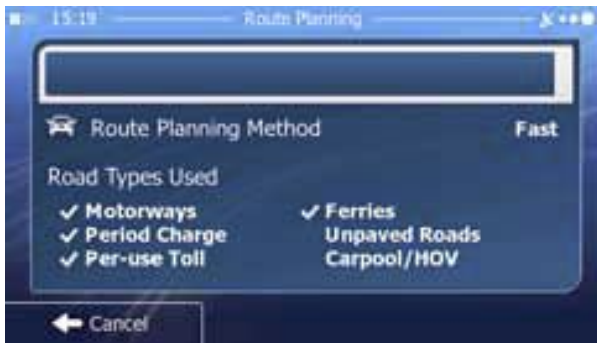 15:19 Route Planning
Route Planning Method Fast
Road Types Used
Motorways Ferries
Period Charge Unpaved Roads
Per-use Toll Carpool/HOV
Cancel